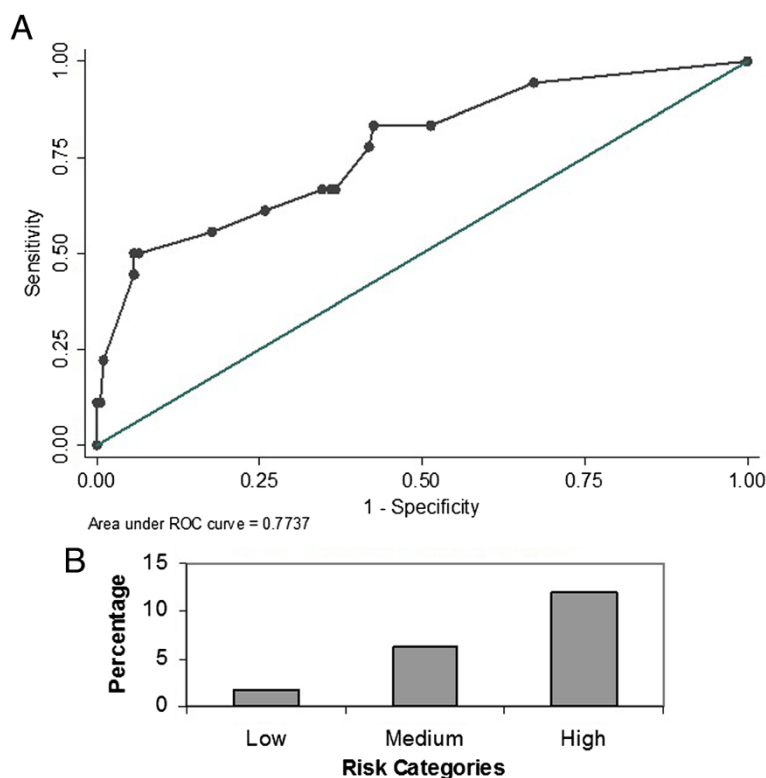 A
Sensitivity
1.00
0.75
0.50
0.25
0.00
0.00 0.25 0.50 0.75 1.00
1 - Specificity
Area under ROC curve = 0.7737
B
Percentage
15
10
5
0
Low Medium High
Risk Categories